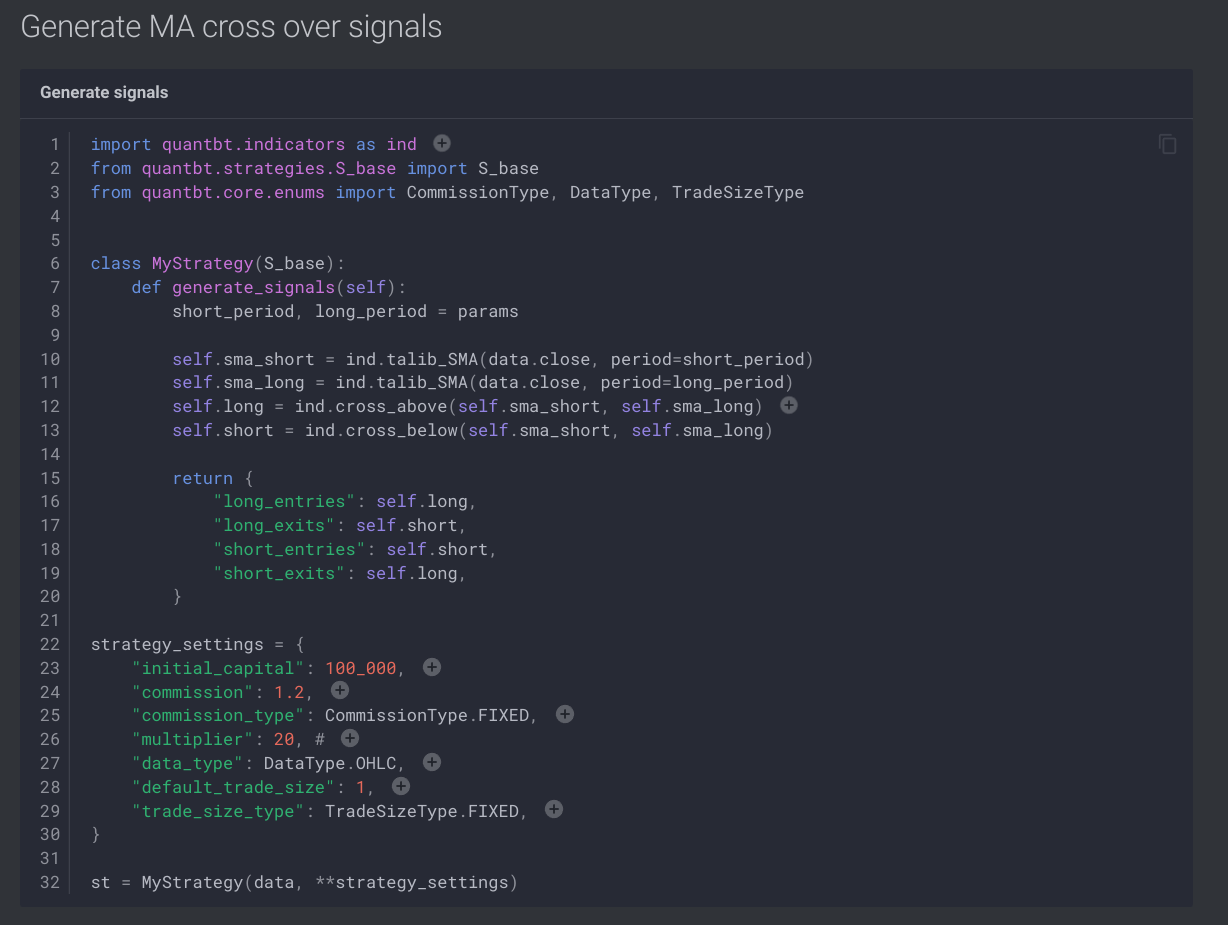 Generate MA cross over signals
Generate signals
1 import quantbt.indicators as ind
2 from quantbt.strategies.S_base import S_base
3 from quantbt.core.enums import CommissionType, DataType, TradeSizeType
4
5
6 class MyStrategy(S_base):
7     def generate_signals(self):
8         short_period, long_period = params
9
10         self.sma_short = ind.talib_SMA(data.close, period=short_period)
11         self.sma_long = ind.talib_SMA(data.close, period=long_period)
12         self.long = ind.cross_above(self.sma_short, self.sma_long)
13         self.short = ind.cross_below(self.sma_short, self.sma_long)
14
15         return {
16             "long_entries": self.long,
17             "long_exits": self.short,
18             "short_entries": self.short,
19             "short_exits": self.long,
20         }
21
22 strategy_settings = {
23     "initial_capital": 100_000,
24     "commission": 1.2,
25     "commission_type": CommissionType.FIXED,
26     "multiplier": 20, #
27     "data_type": DataType.OHLC,
28     "default_trade_size": 1,
29     "trade_size_type": TradeSizeType.FIXED,
30 }
31
32 st = MyStrategy(data, **strategy_settings)